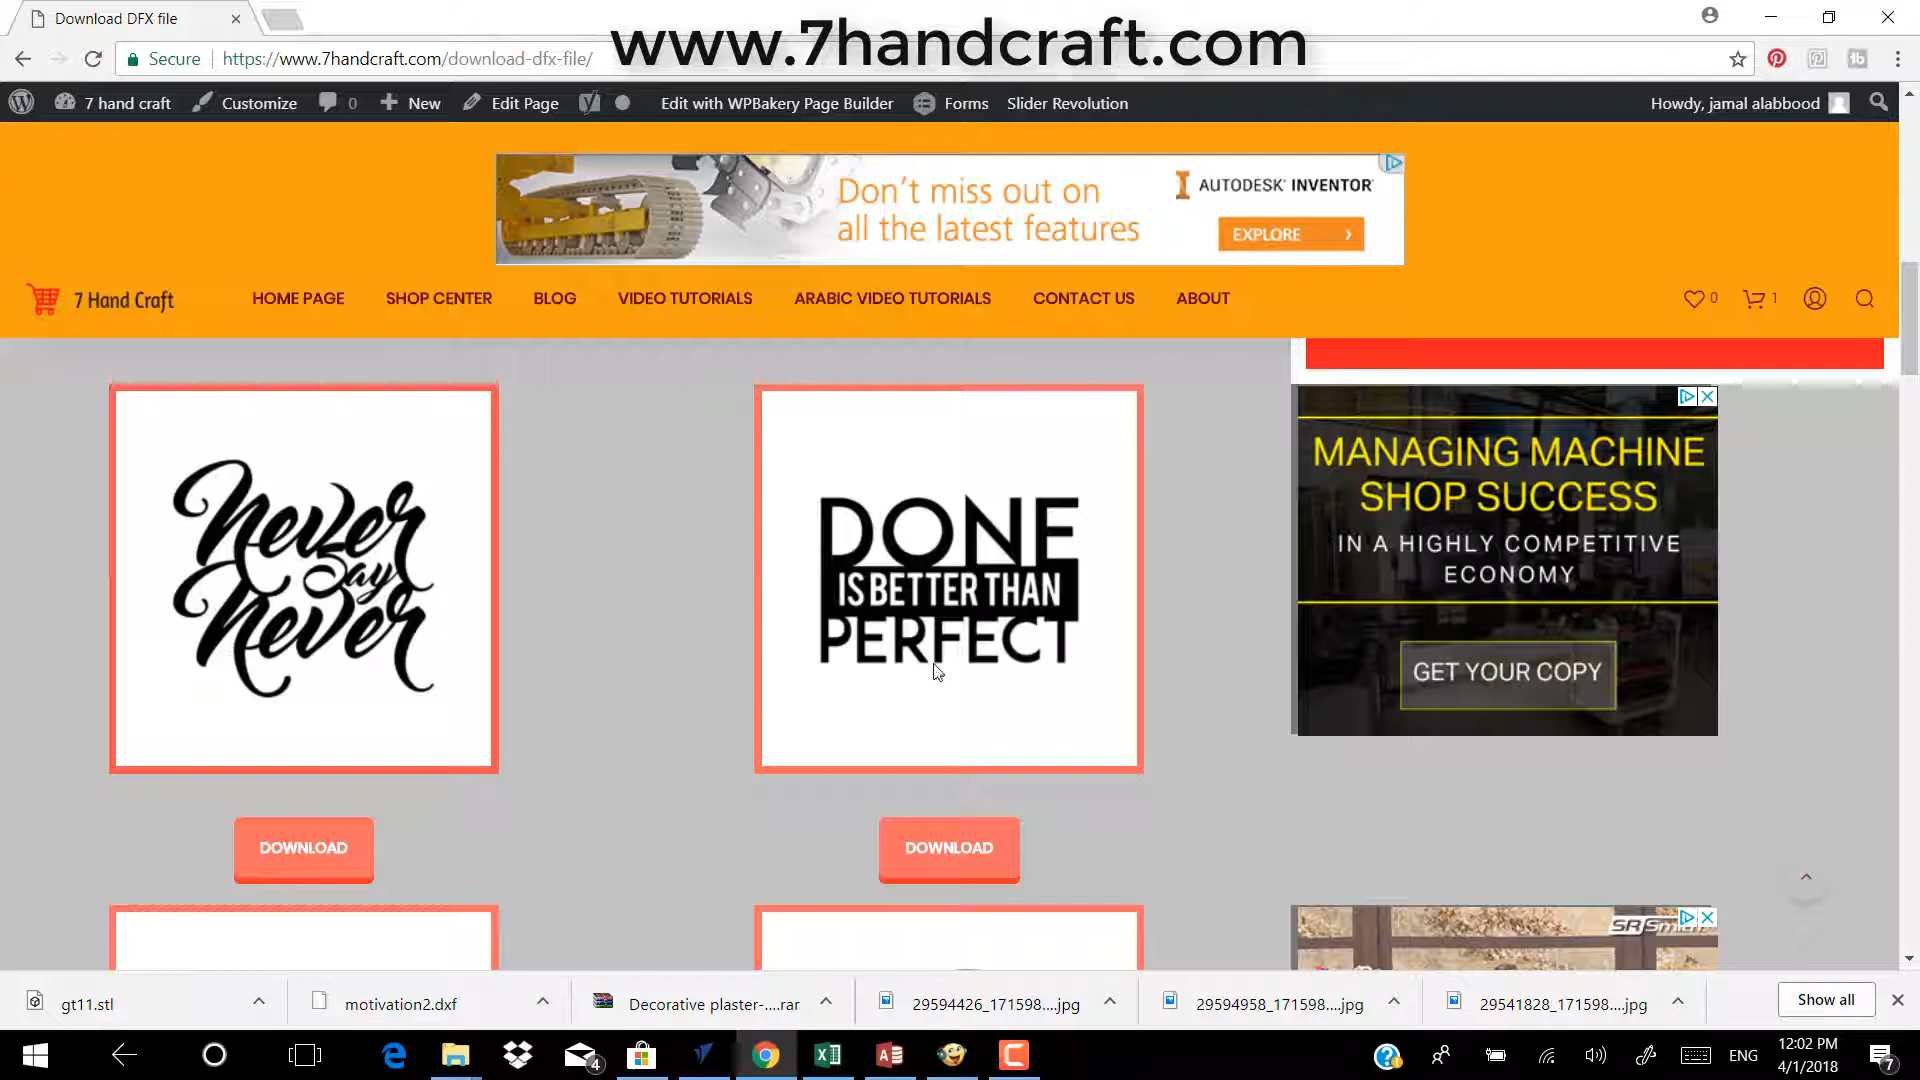 Download DFX file
www.7handcraft.com
Secure
https://www.7handcraft.com/download-dfx-file/
7 hand craft
Customize
0
New
Edit Page
Edit with WPBakery Page Builder
Forms
Slider Revolution
Howdy, jamal alabbood
Don't miss out on
all the latest features
AUTODESK® INVENTOR®
EXPLORE
7 Hand Craft
HOME PAGE
SHOP CENTER
BLOG
VIDEO TUTORIALS
ARABIC VIDEO TUTORIALS
CONTACT US
ABOUT
0
1
Never
Say
Never
DONE
IS BETTER THAN
PERFECT
MANAGING MACHINE
SHOP SUCCESS
IN A HIGHLY COMPETITIVE
ECONOMY
GET YOUR COPY
DOWNLOAD
DOWNLOAD
SRSmith
gt11.stl
motivation2.dxf
Decorative plaster-....rar
29594426_171598....jpg
29594958_171598....jpg
29541828_171598....jpg
Show all
4
ENG
12:02 PM
4/1/2018
7